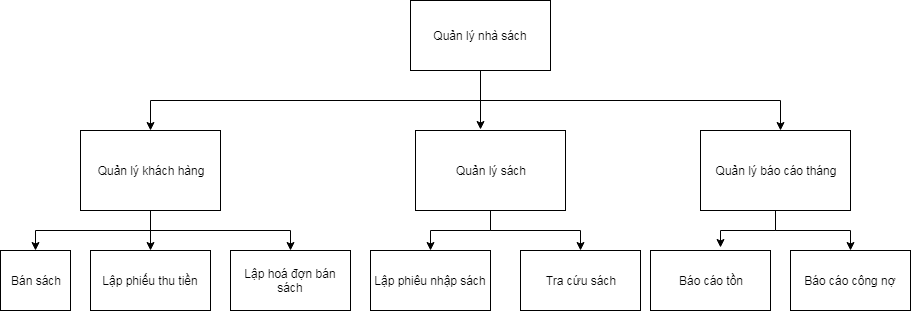 Quản lý nhà sách
Quản lý khách hàng
Quản lý sách
Quản lý báo cáo tháng
Bán sách
Lập phiếu thu tiền
Lập hoá đợn bán
sách
Lập phiêu nhập sách
Tra cứu sách
Báo cáo tồn
Báo cáo công nợ